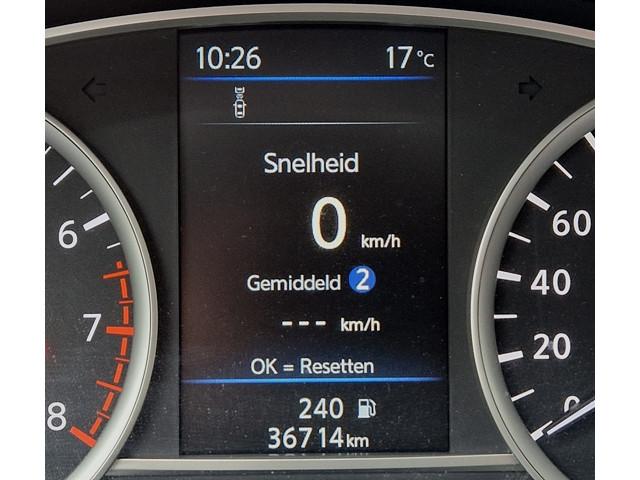 10:26 17 °C
Snelheid
0 km/h
Gemiddeld 2
--- km/h
OK = Resetten
240
36714 km
6
7
8
60
40
20
0